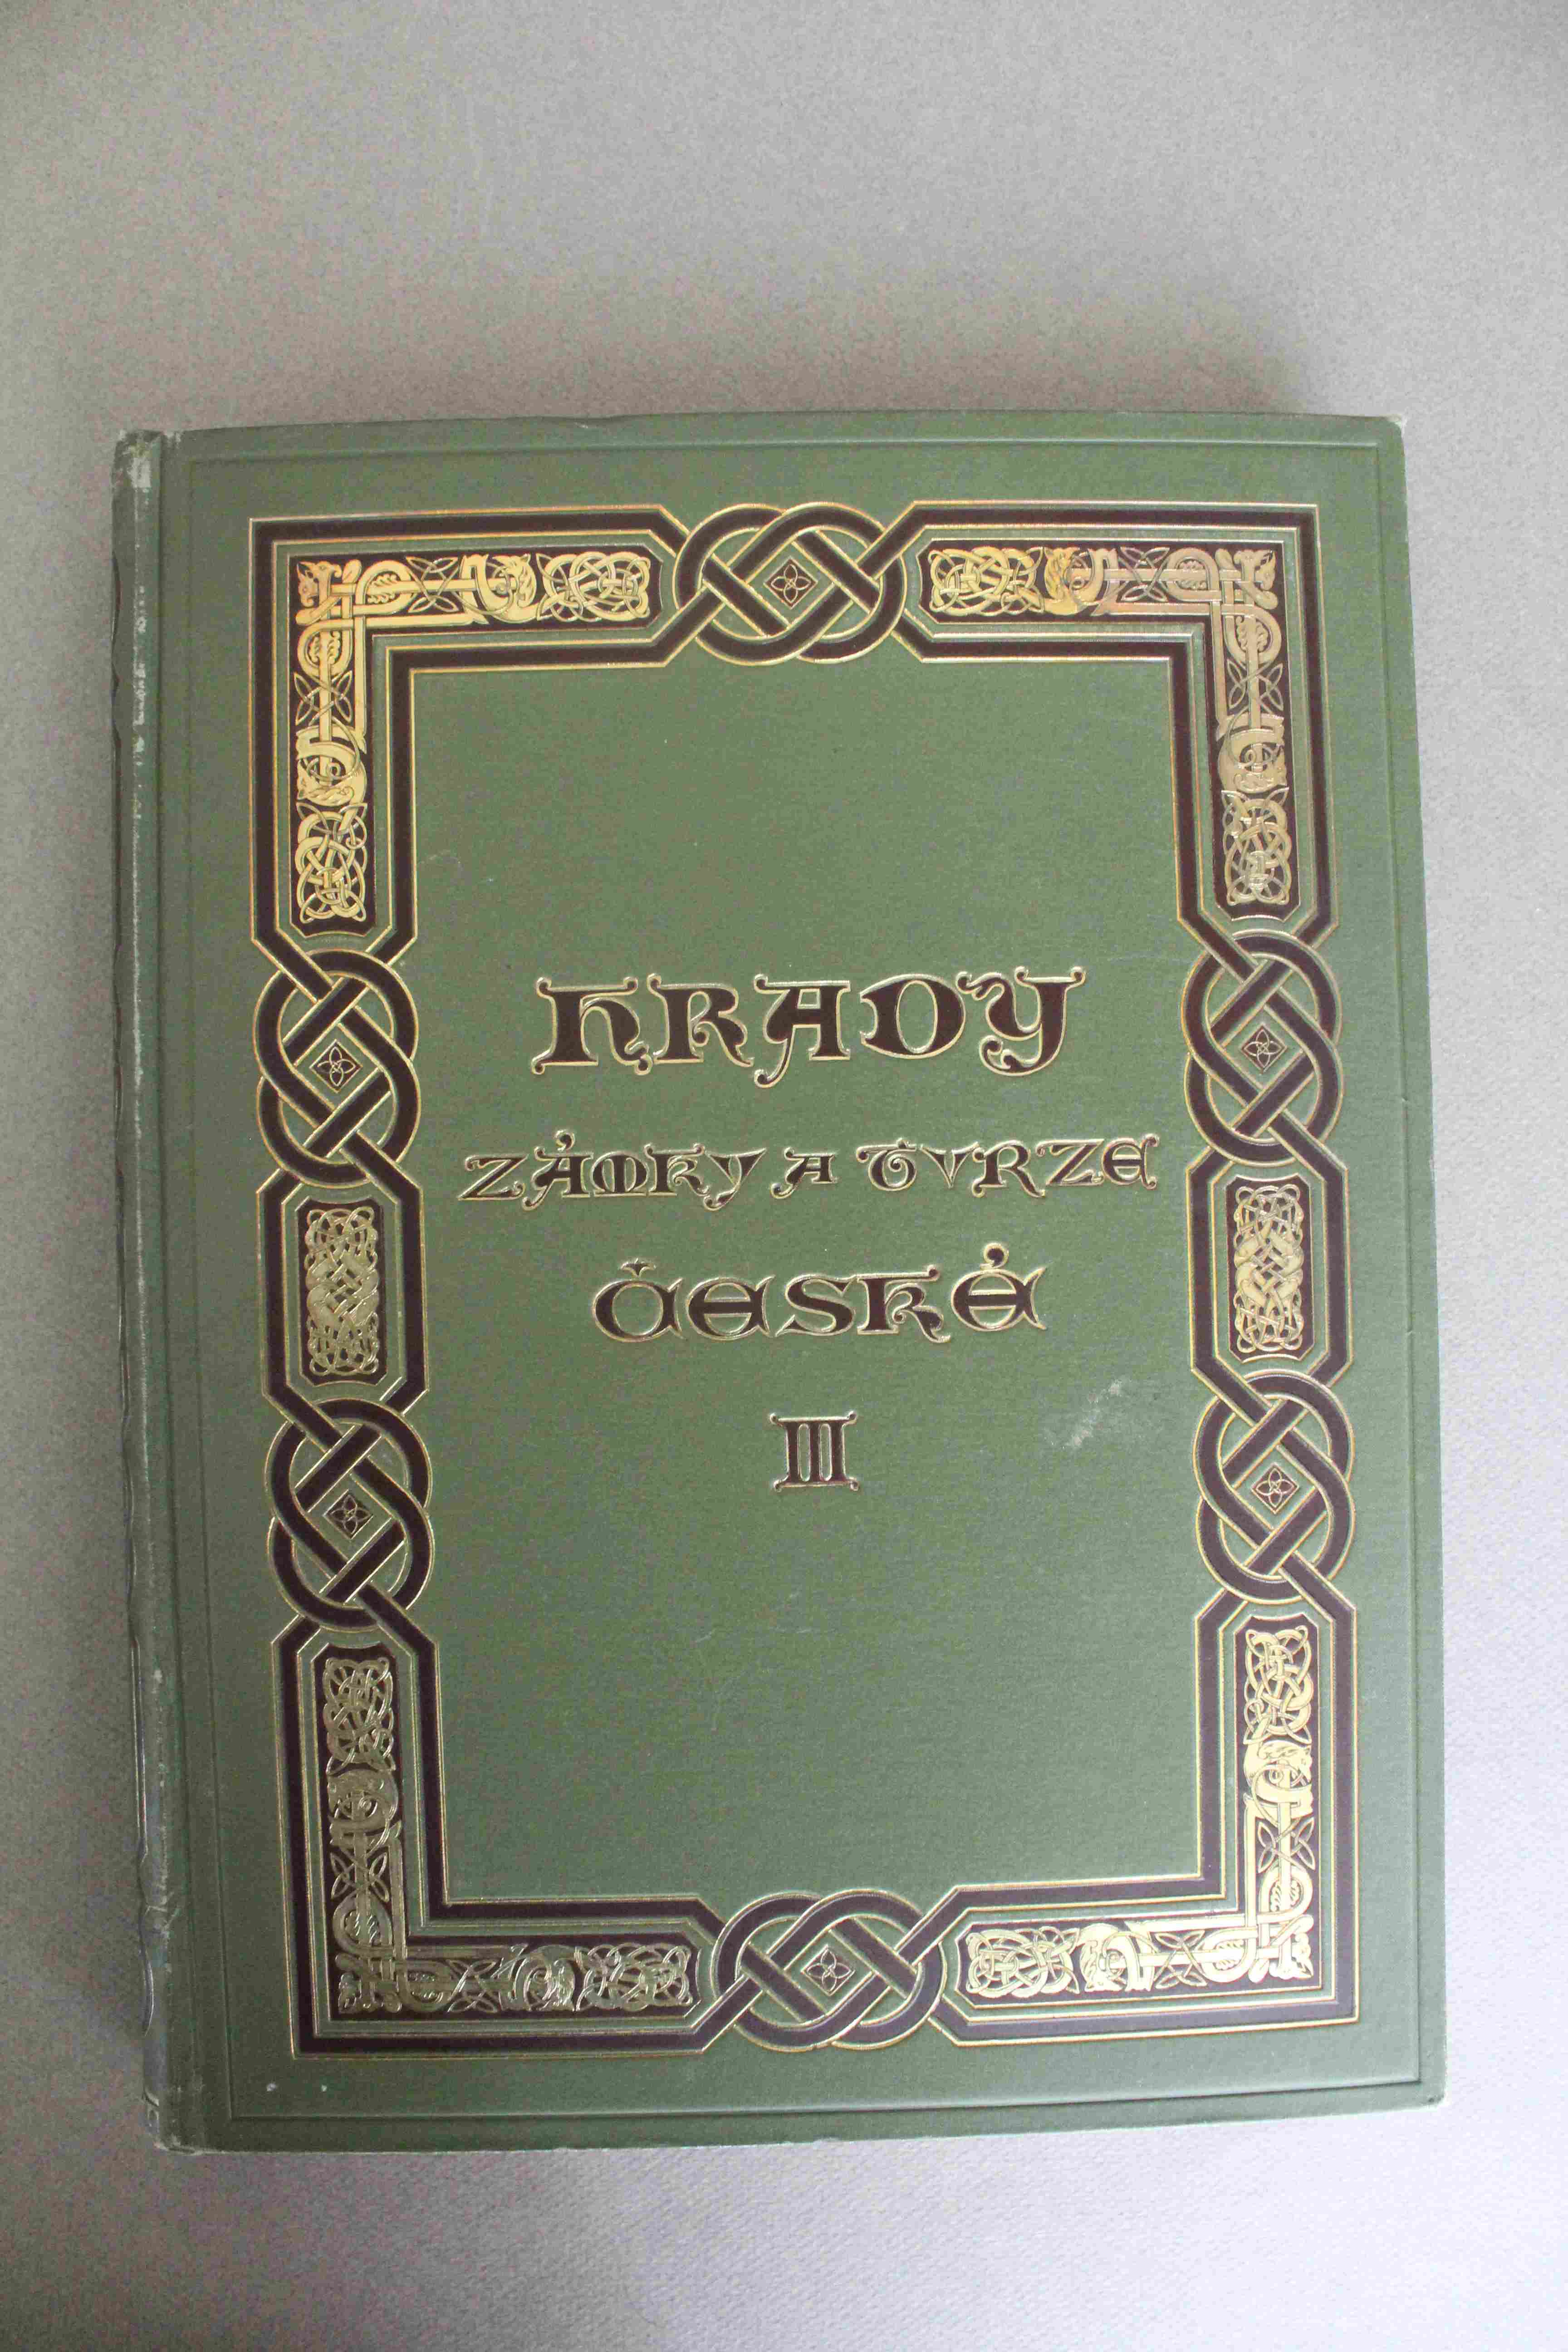 HRADY
ZÁMKY A TVRZE
ČESKÉ
III